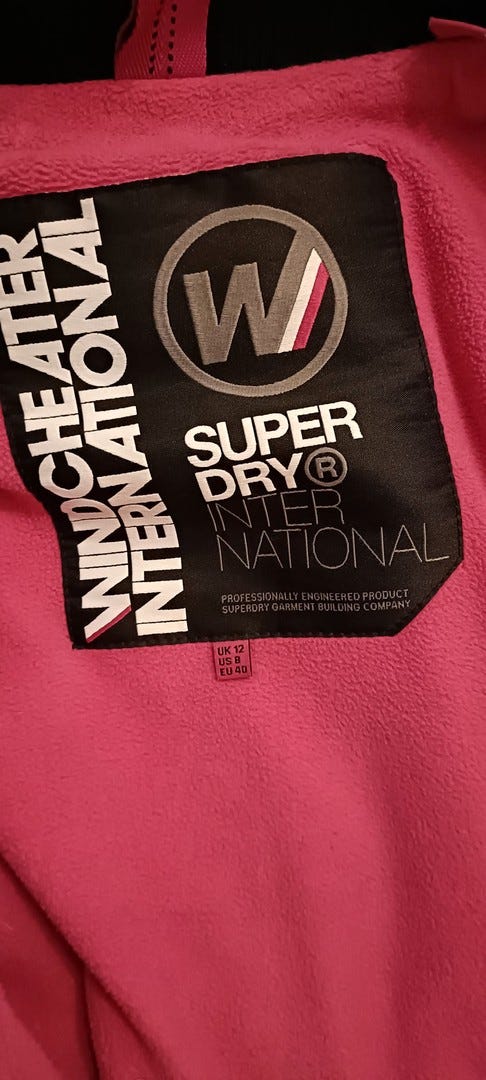 WINDCHEATER
INTERNATIONAL
W
SUPER
DRY®
INTER
NATIONAL
PROFESSIONALLY ENGINEERED PRODUCT
SUPERDRY GARMENT BUILDING COMPANY
UK 12
US 8
EU 40